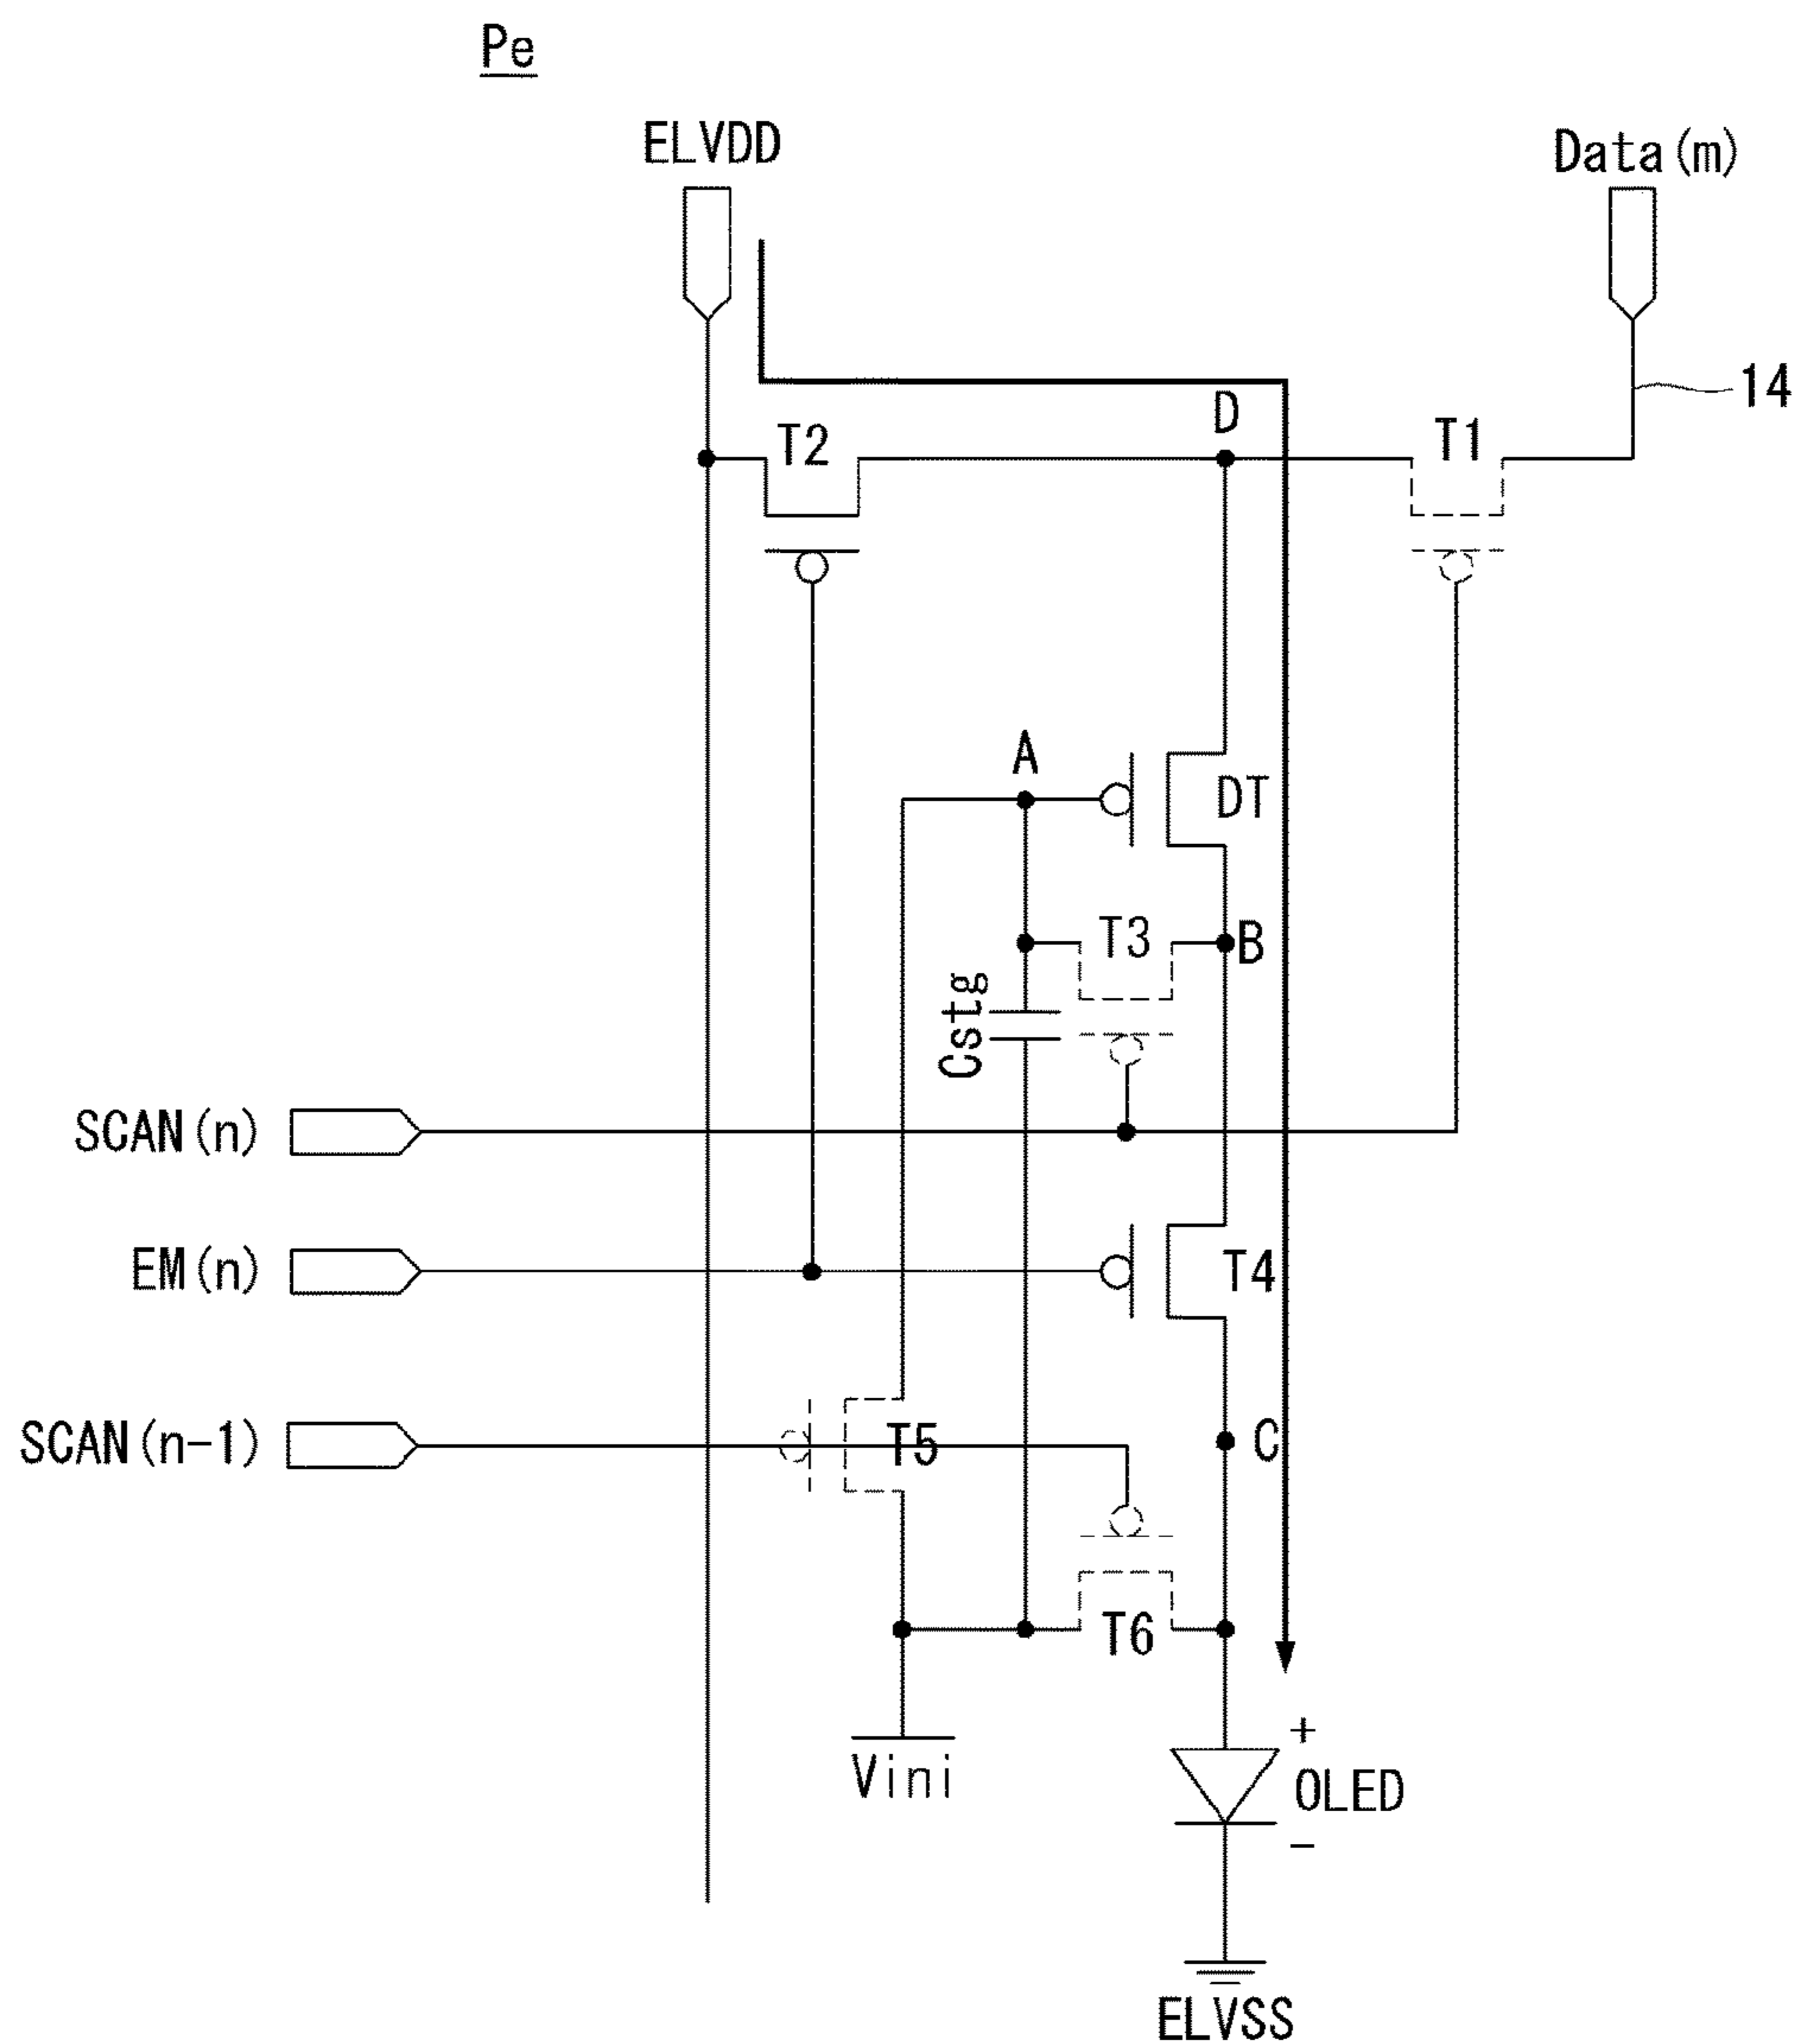 Pe
ELVDD
Data(m)
14
D
T2
T1
A
DT
T3
B
Cstg
SCAN(n)
EM(n)
T4
SCAN(n-1)
T5
C
T6
Vini
+
OLED
-
ELVSS